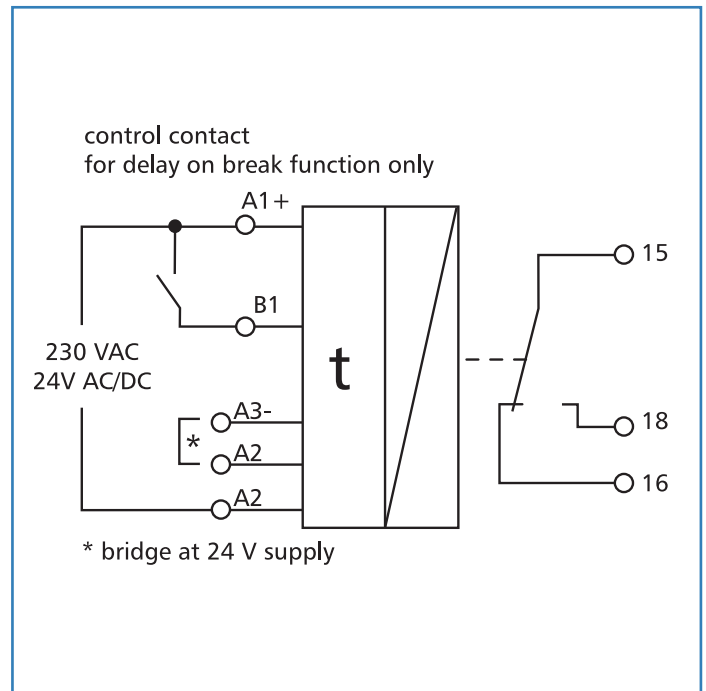 control contact
for delay on break function only
A1+
15
B1
230 VAC
24V AC/DC
t
A3-
18
*
A2
16
A2
* bridge at 24 V supply